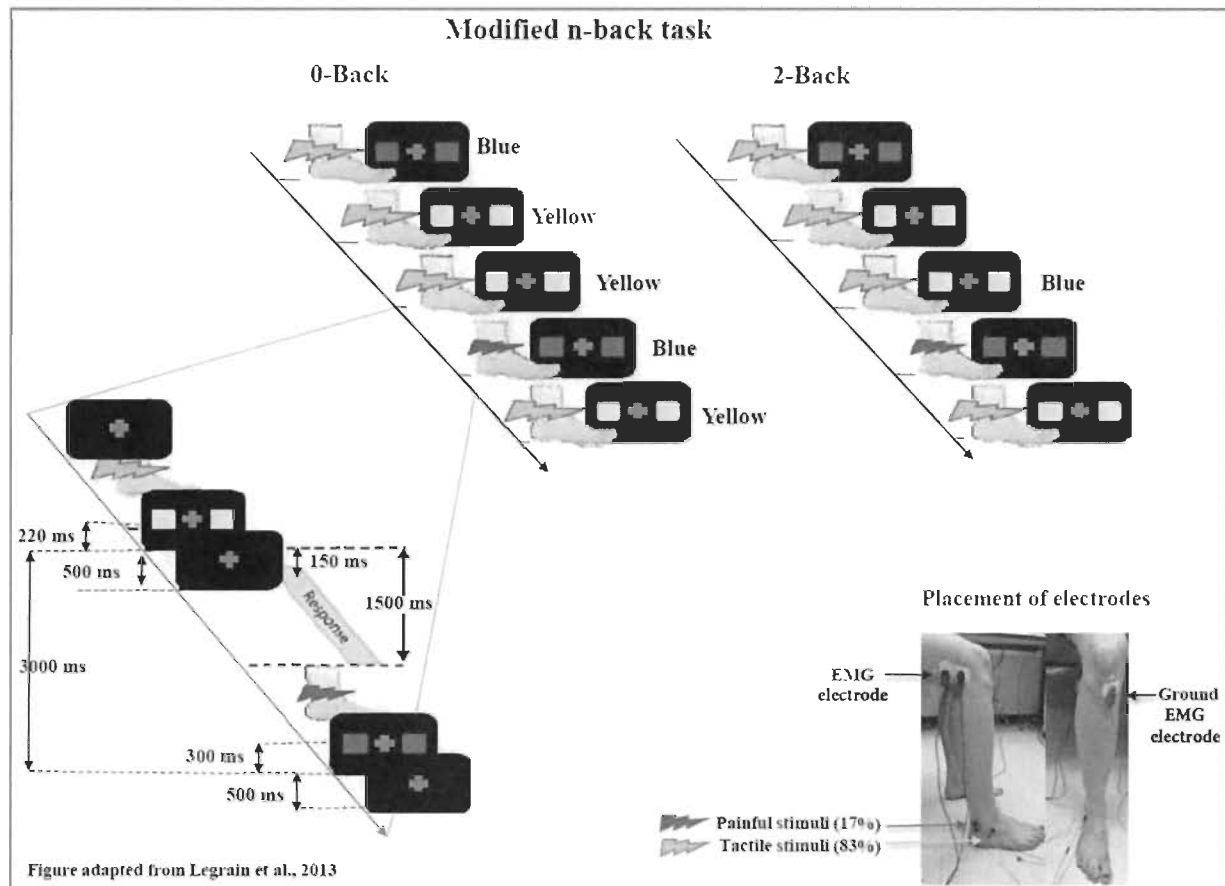 Modified n-back task
0-Back
2-Back
Blue
Yellow
Yellow
Blue
Blue
Yellow
220 ms
500 ms
150 ms
1500 ms
Response
3000 ms
300 ms
500 ms
Placement of electrodes
EMG
electrode
Ground
EMG
electrode
Painful stimuli (17%)
Tactile stimuli (83%)
Figure adapted from Legrain et al., 2013